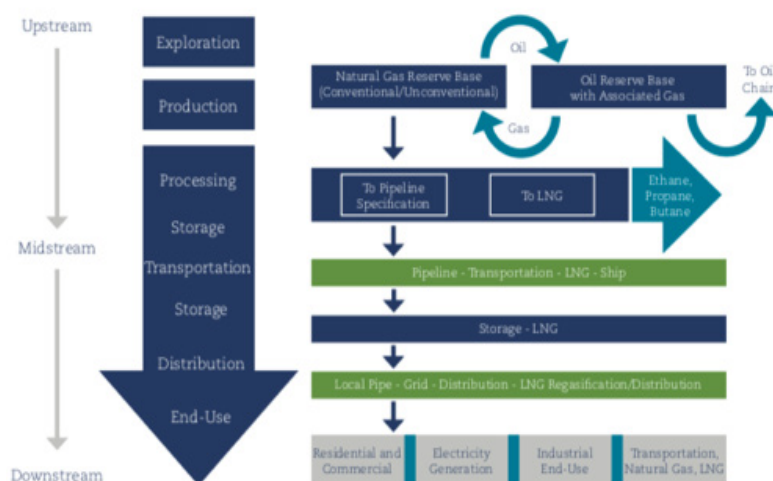 Upstream
Midstream
Downstream
Exploration
Production
Processing
Storage
Transportation
Storage
Distribution
End-Use
Oil
Natural Gas Reserve Base
(Conventional/Unconventional)
Oil Reserve Base
with Associated Gas
To Oil
Chain
Gas
To Pipeline
Specification
To LNG
Ethane,
Propane,
Butane
Pipeline - Transportation - LNG - Ship
Storage - LNG
Local Pipe - Grid - Distribution - LNG Regasification/Distribution
Residential and
Commercial
Electricity
Generation
Industrial
End-Use
Transportation,
Natural Gas, LNG